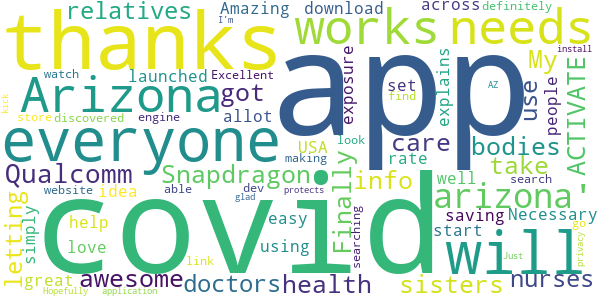 relatives Amazing download across definitely
I'm
thanks works needs
Arizona launched Excellent got set My
watch find AZ install
kick store discovered engine allot exposure explains use people ACTIVATE
everyone app
USA look care bodies
Qualcomm Snapdragon making rate take
website idea able dev info well search
letting simply help Finally protects arizona.
saving Necessary
love link glad easy start go
great using searching will
awesome covid sisters Just privacy
Hopefully application doctors health nurses